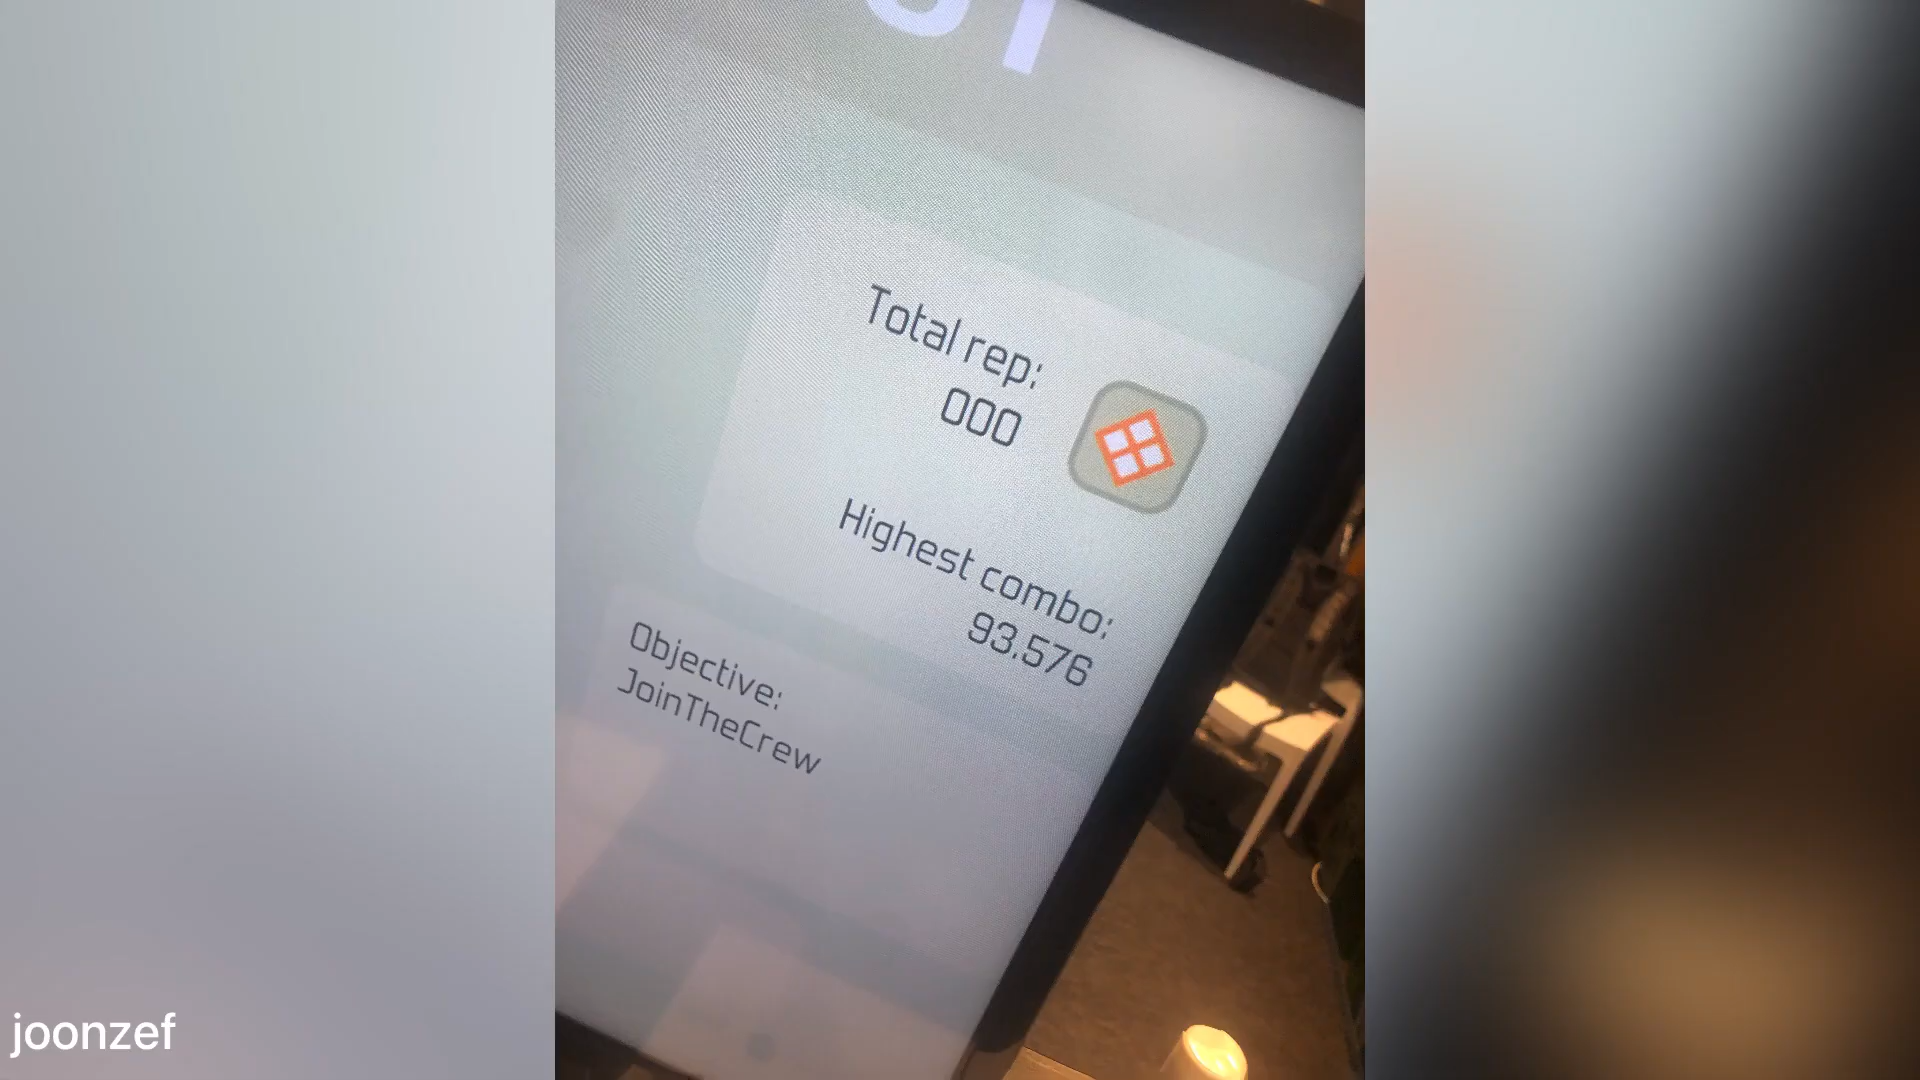 Total rep:
000
Highest combo:
93.576
Objective:
JoinTheCrew
joonzef